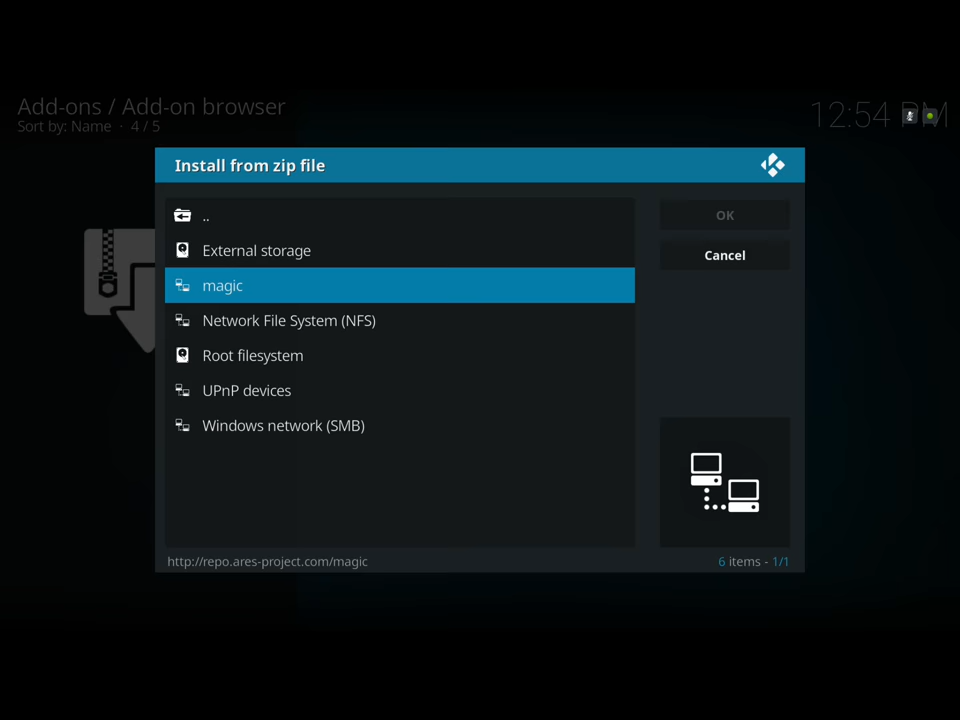 Add-ons / Add-on browser
Sort by: Name · 4 / 5
12:54 PM
Install from zip file
..
External storage
magic
Network File System (NFS)
Root filesystem
UPnP devices
Windows network (SMB)
OK
Cancel
http://repo.ares-project.com/magic
6 items - 1/1